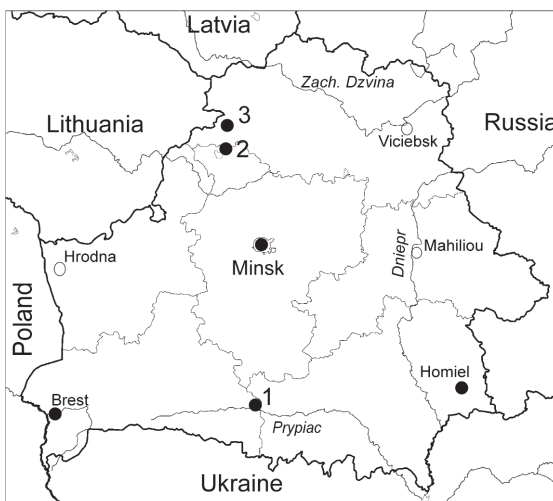 Latvia
Zach. Dzvina
3
Lithuania
Viciebsk
Russia
2
Hrodna
Mahiliou
Dniepr
Minsk
Poland
Homiel
Brest
1
Prypiac
Ukraine